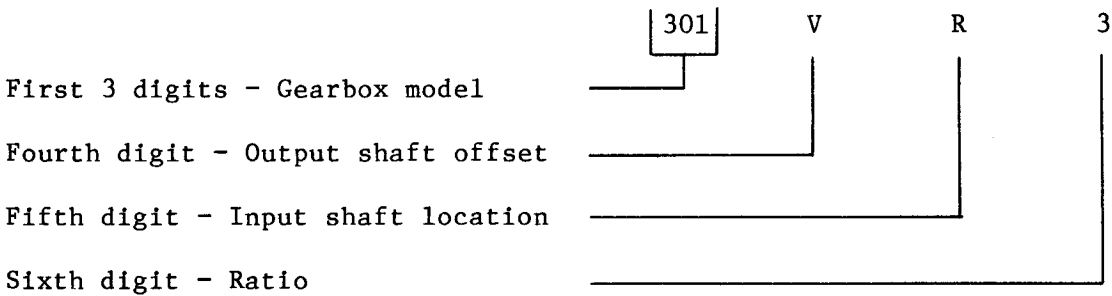 301 V R 3
First 3 digits - Gearbox model
Fourth digit - Output shaft offset
Fifth digit - Input shaft location
Sixth digit - Ratio